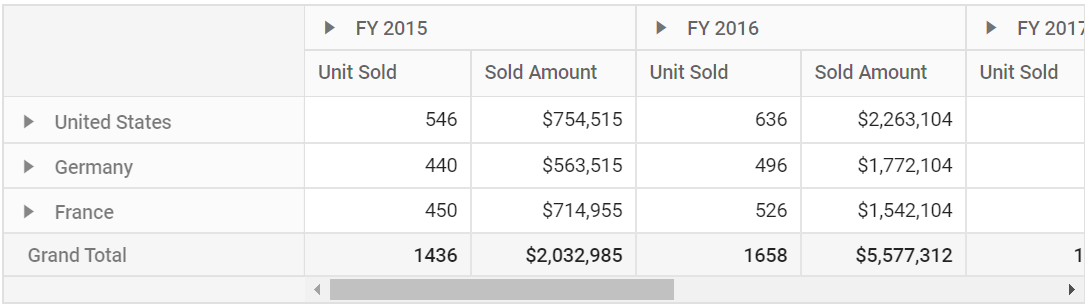 FY 2015 FY 2016 FY 2017
Unit Sold Sold Amount Unit Sold Sold Amount Unit Sold
United States 546 $754,515 636 $2,263,104
Germany 440 $563,515 496 $1,772,104
France 450 $714,955 526 $1,542,104
Grand Total 1436 $2,032,985 1658 $5,577,312